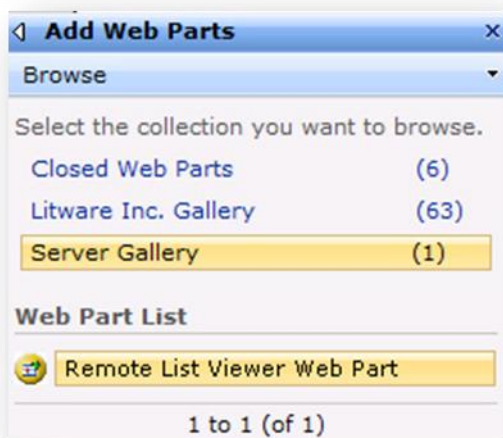 Add Web Parts
Browse
Select the collection you want to browse.
Closed Web Parts (6)
Litware Inc. Gallery (63)
Server Gallery (1)
Web Part List
Remote List Viewer Web Part
1 to 1 (of 1)